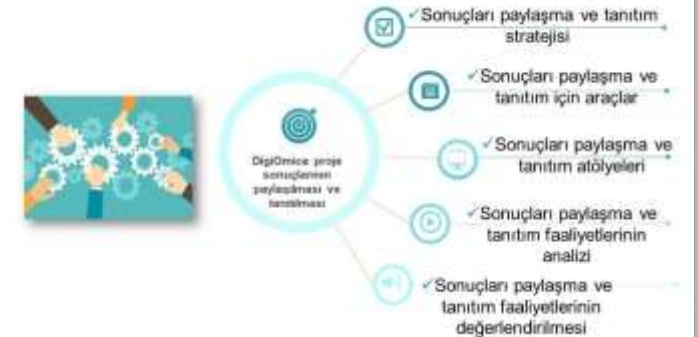 ✓Sonuçları paylaşma ve tanıtım
stratejisi
✓Sonuçları paylaşma ve
tanıtım için araçlar
DigiOmica proje
sonuçlarının
paylaşılması ve
tanıtılması
✓Sonuçları paylaşma ve
tanıtım atölyeleri
✓Sonuçları paylaşma ve
tanıtım faaliyetlerinin
analizi
✓Sonuçları paylaşma ve
tanıtım faaliyetlerinin
değerlendirilmesi